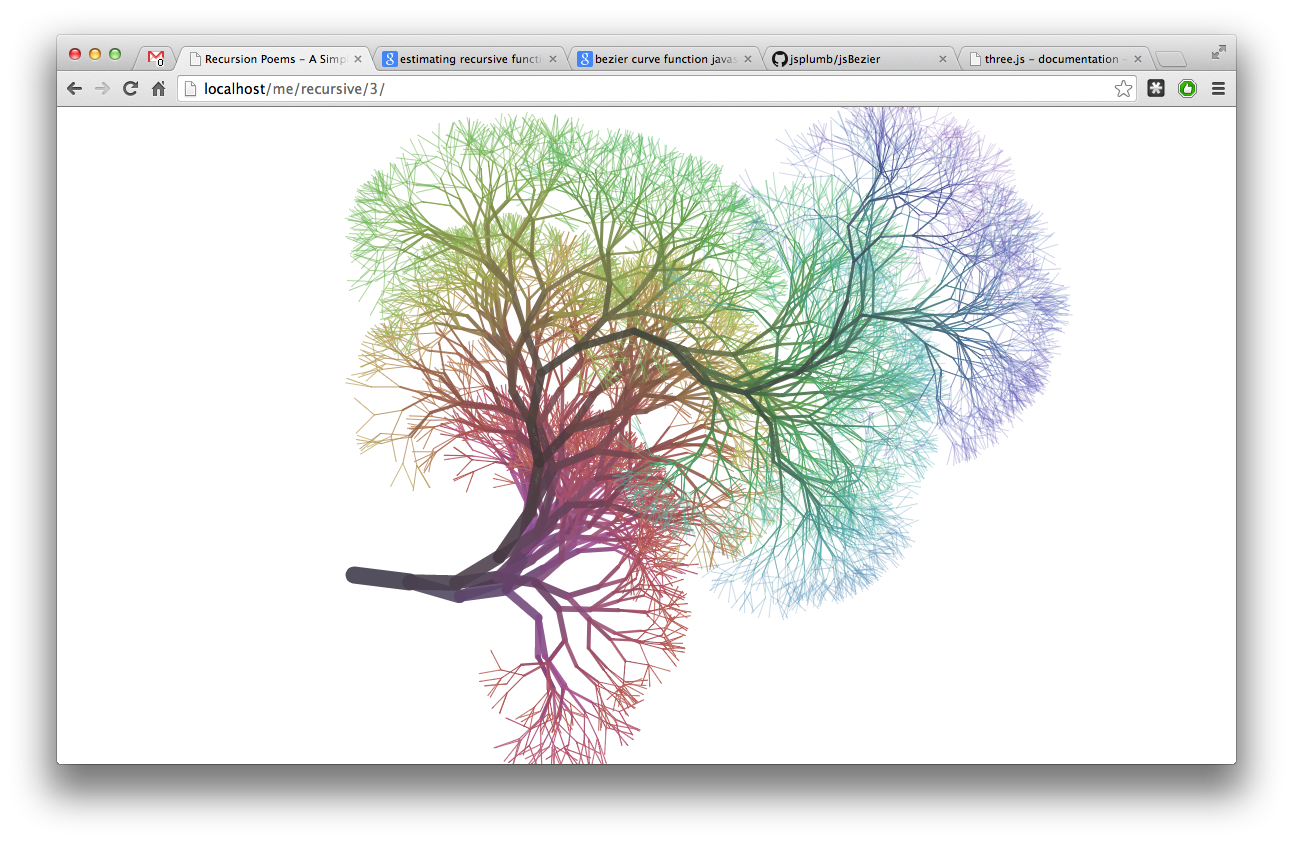 0
Recursion Poems – A Simp
estimating recursive functi
bezier curve function javas
jsplumb/jsBezier
three.js – documentation –
localhost/me/recursive/3/